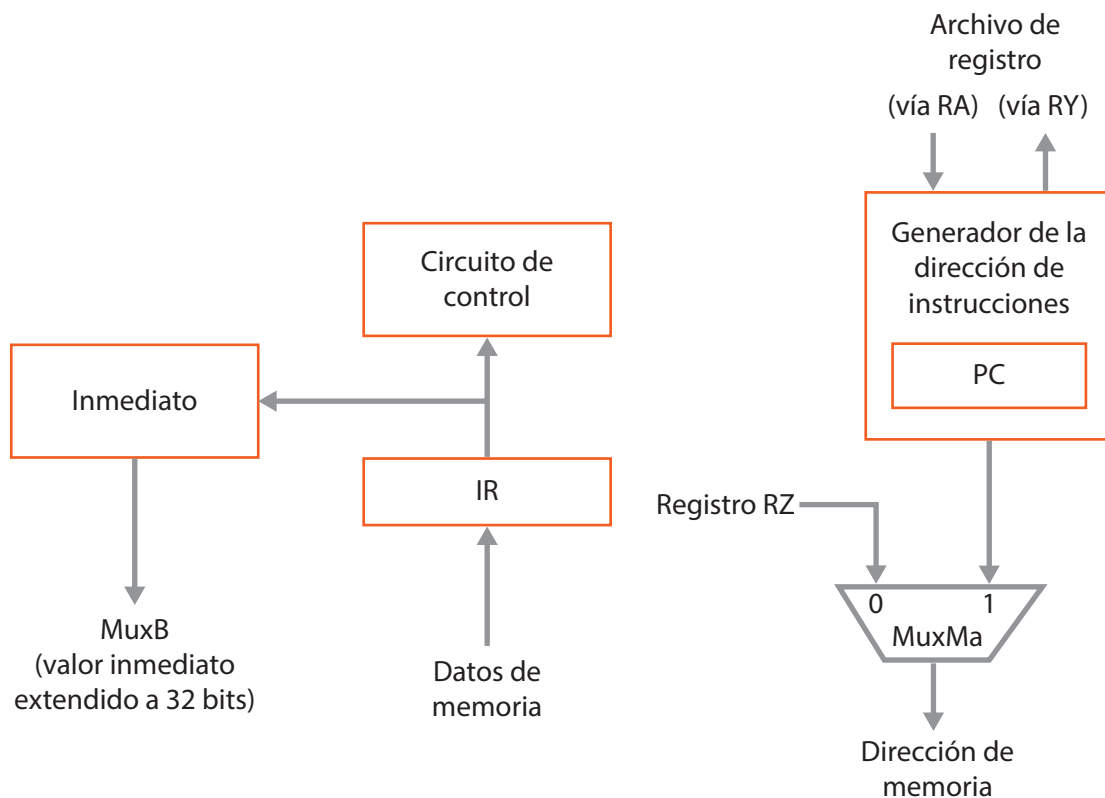 Archivo de
registro
(vía RA) (vía RY)
Generador de la
dirección de
instrucciones
PC
Circuito de
control
Inmediato
IR
Registro RZ
0 1
MuxMa
MuxB
(valor inmediato
extendido a 32 bits)
Datos de
memoria
Dirección de
memoria